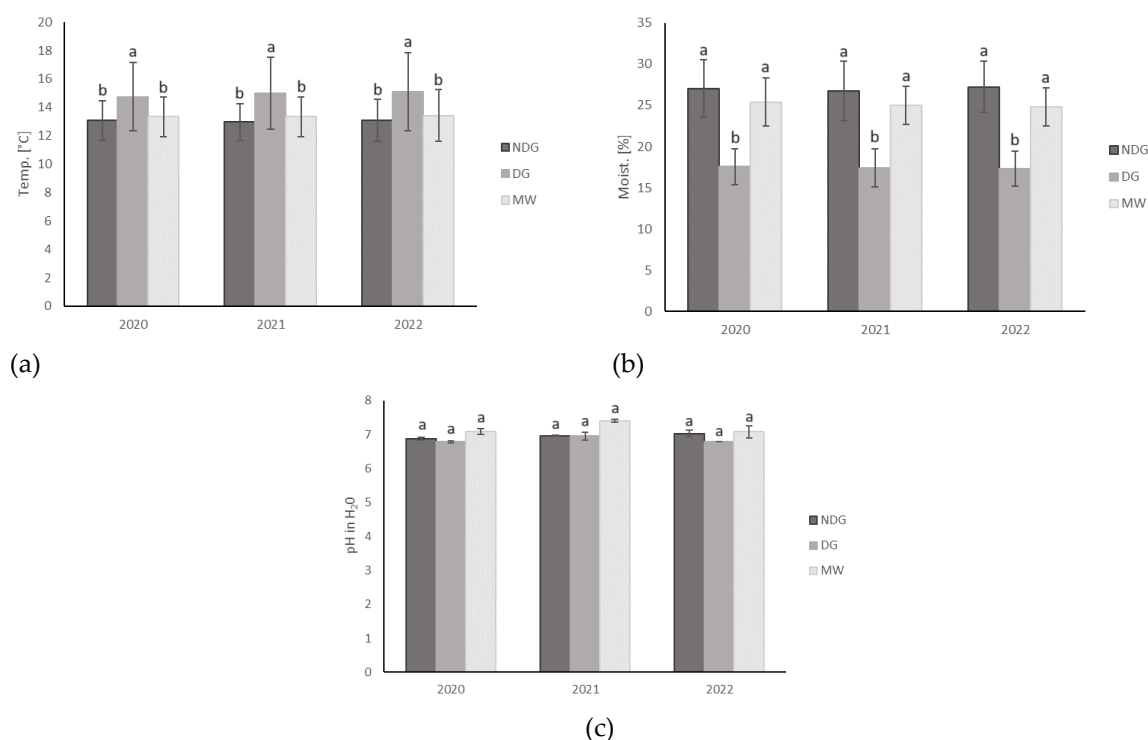 20
18
16
14
12
10
8
6
4
2
0
Temp. [°C]
b a b
b a b
b a b
2020 2021 2022
NDG
DG
MW
(a)
35
30
25
20
15
10
5
0
Moist. [%]
a b a
a b a
a b a
2020 2021 2022
NDG
DG
MW
(b)
8
7
6
5
4
3
2
1
0
pH in H₂0
a a a
a a a
a a a
2020 2021 2022
NDG
DG
MW
(c)